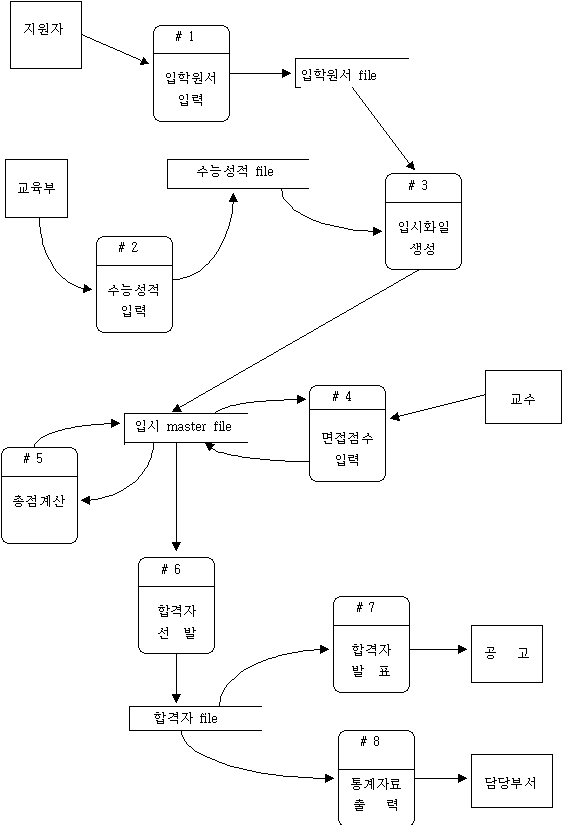 지원자
# 1
입학원서
입력
입학원서 file
교육부
수능성적 file
# 2
수능성적
입력
# 3
입시화일
생성
입시 master file
# 4
면접점수
입력
교수
# 5
총점계산
# 6
합격자
선 발
합격자 file
# 7
합격자
발 표
공 고
# 8
통계자료
출 력
담당부서